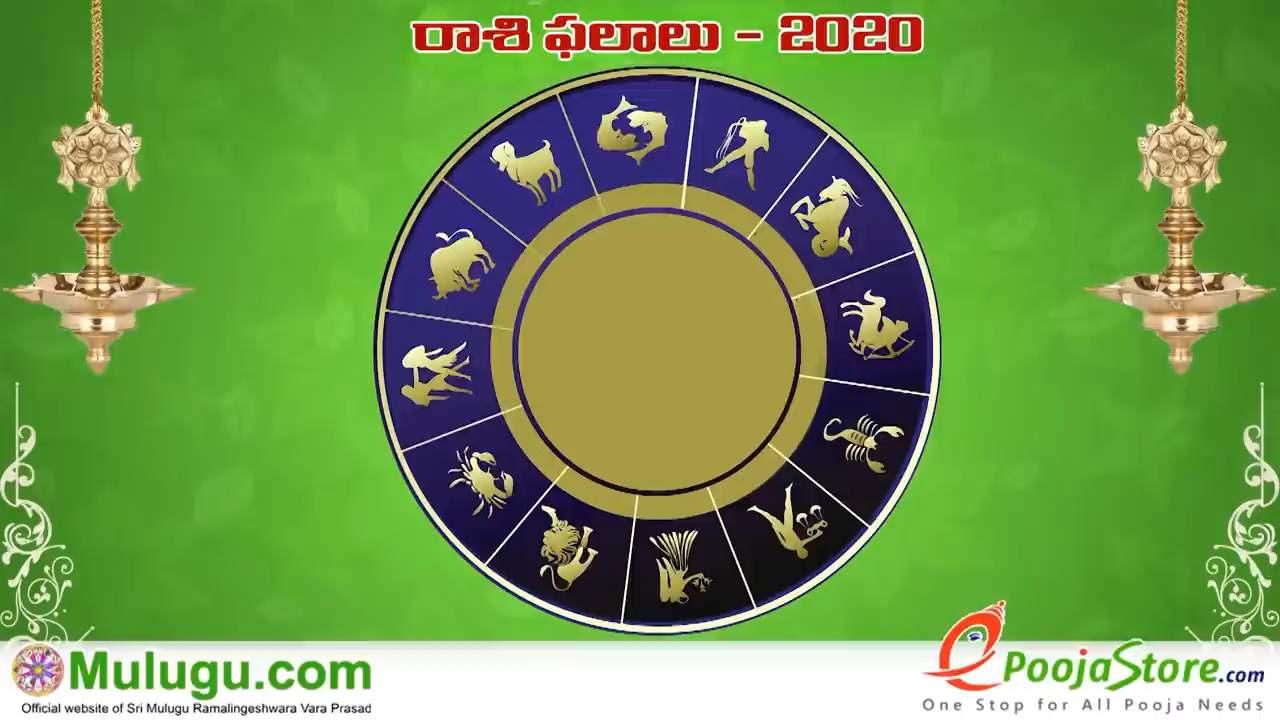 రాశి ఫలాలు - 2020
Mulugu.com
Official website of Sri Mulugu Ramalingeshwara Vara Prasad
ePoojaStore.com
One Stop for All Pooja Needs